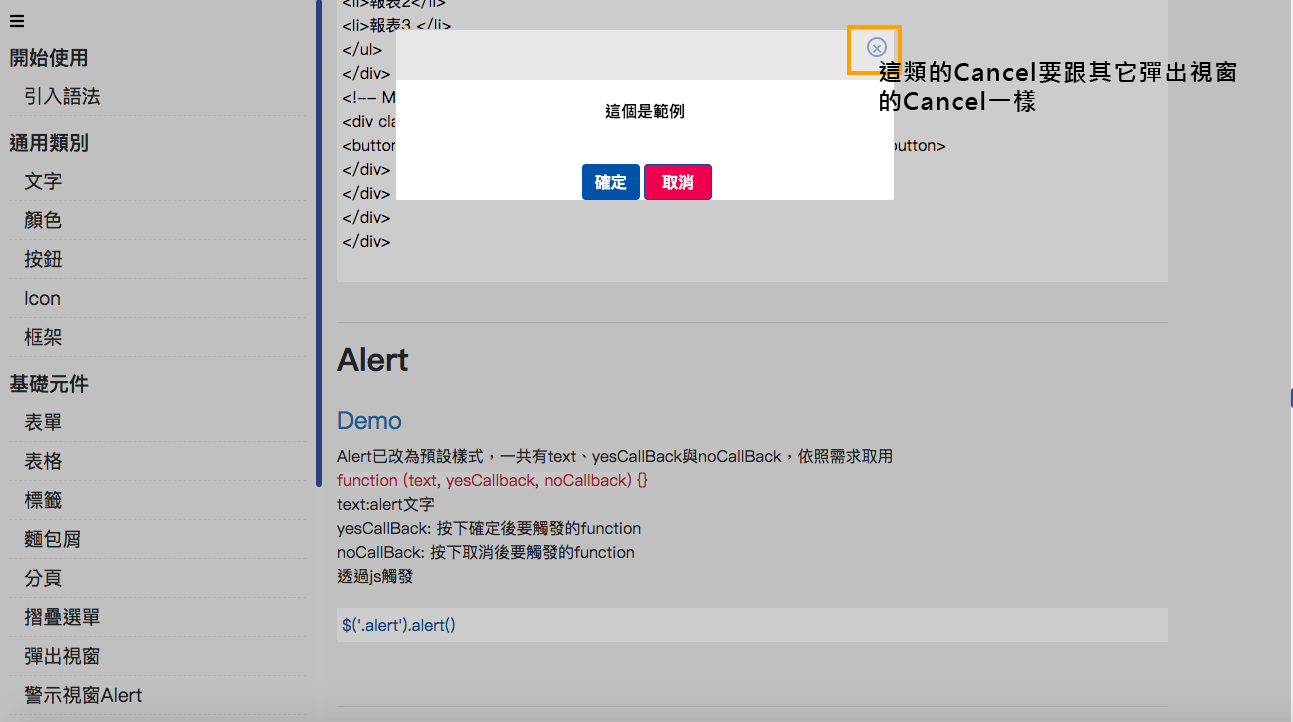 開始使用
引入語法
通用類別
文字
顏色
按鈕
Icon
框架
基礎元件
表單
表格
標籤
麵包屑
分頁
摺疊選單
彈出視窗
警示視窗Alert
<li>報表2</li>
<li>報表3 </li>
</ul>
</div>
<!-- M
<div cla
<button
utton>
</div>
</div>
</div>
</div>
這個是範例
確定
取消
這類的Cancel要跟其它彈出視窗
的Cancel一樣
Alert
Demo
Alert已改為預設樣式，一共有text、yesCallBack與noCallBack，依照需求取用
function (text, yesCallback, noCallback) {}
text:alert文字
yesCallBack: 按下確定後要觸發的function
noCallBack: 按下取消後要觸發的function
透過js觸發
$('.alert').alert()